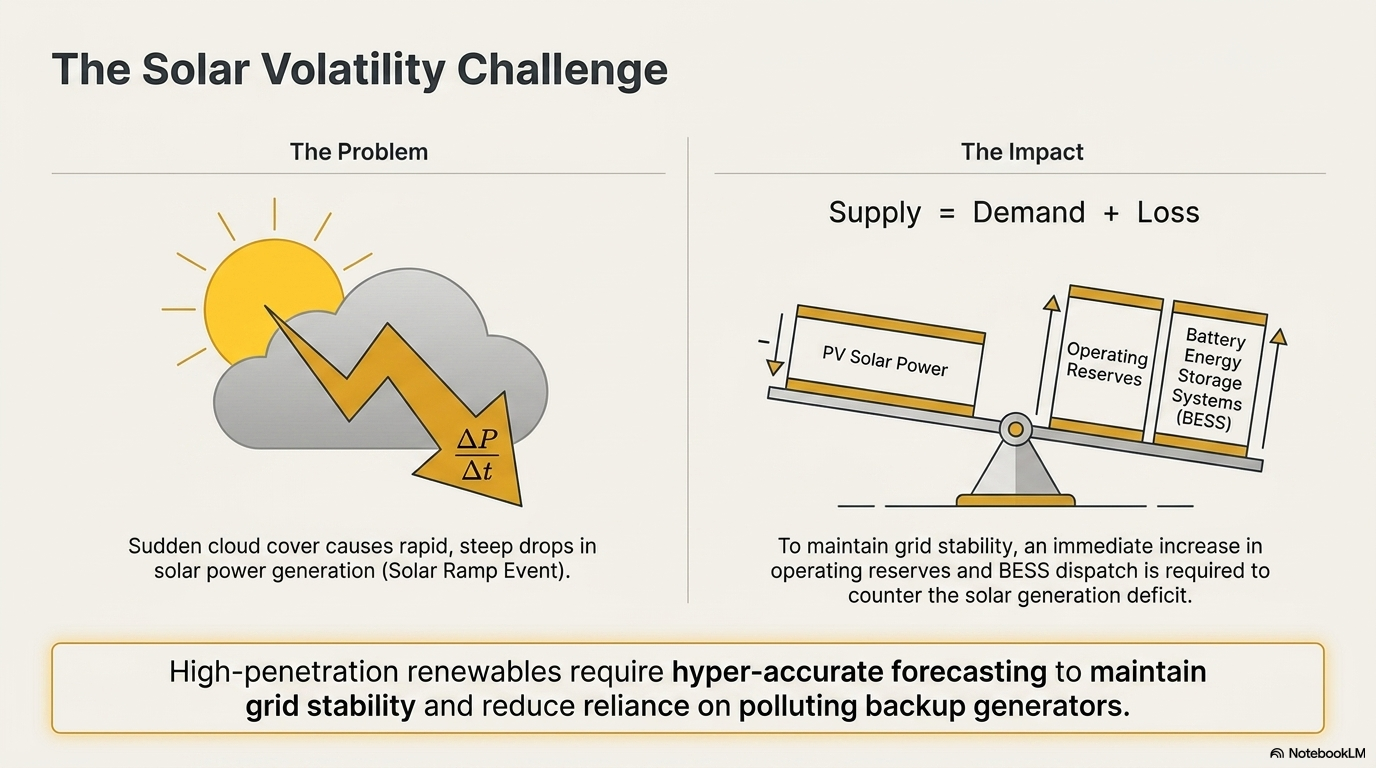 The Solar Volatility Challenge
The Problem
ΔP
Δt
Sudden cloud cover causes rapid, steep drops in
solar power generation (Solar Ramp Event).
The Impact
Supply = Demand + Loss
–
PV Solar Power
Operating
Reserves
Battery
Energy
Storage
Systems
(BESS)
To maintain grid stability, an immediate increase in
operating reserves and BESS dispatch is required to
counter the solar generation deficit.
High-penetration renewables require hyper-accurate forecasting to maintain
grid stability and reduce reliance on polluting backup generators.
NotebookLM